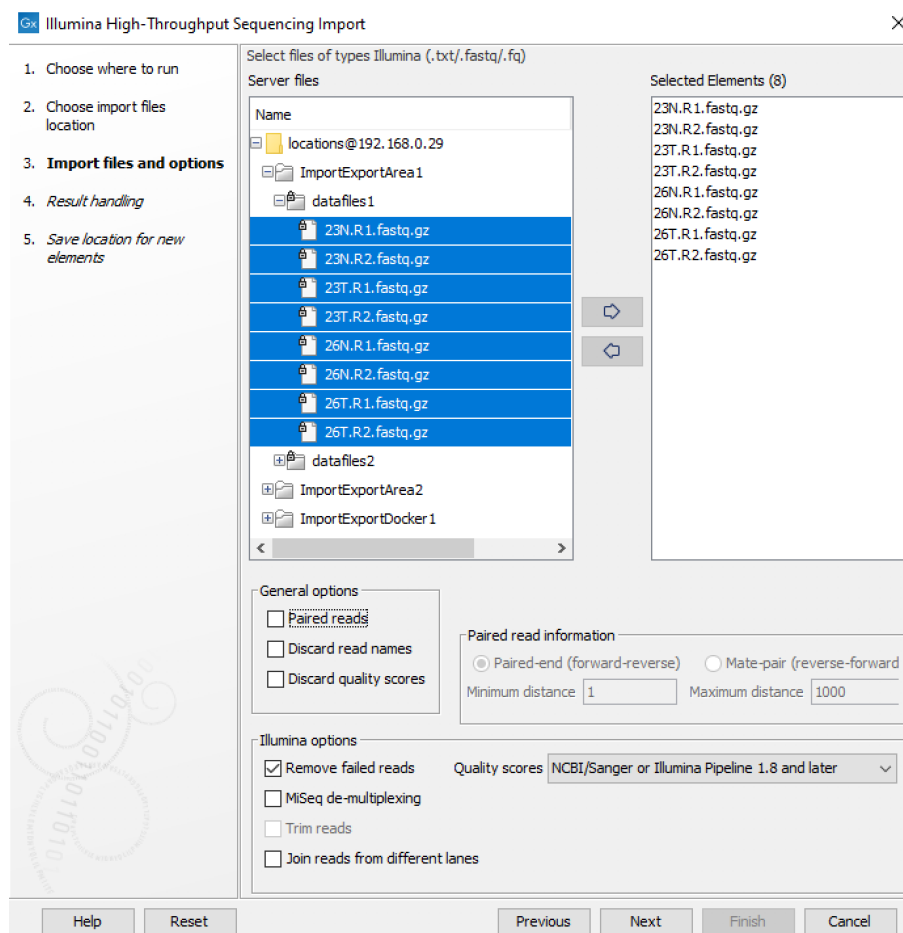 Gx Illumina High-Throughput Sequencing Import
1. Choose where to run
2. Choose import files
location
3. Import files and options
4. Result handling
5. Save location for new
elements
Select files of types Illumina (.txt/.fastq/.fq)
Server files
Name
locations@192.168.0.29
ImportExportArea1
datafiles1
23N.R1.fastq.gz
23N.R2.fastq.gz
23T.R1.fastq.gz
23T.R2.fastq.gz
26N.R1.fastq.gz
26N.R2.fastq.gz
26T.R1.fastq.gz
26T.R2.fastq.gz
datafiles2
ImportExportArea2
ImportExportDocker1
Selected Elements (8)
23N.R1.fastq.gz
23N.R2.fastq.gz
23T.R1.fastq.gz
23T.R2.fastq.gz
26N.R1.fastq.gz
26N.R2.fastq.gz
26T.R1.fastq.gz
26T.R2.fastq.gz
General options
Paired reads
Discard read names
Discard quality scores
Paired read information
Paired-end (forward-reverse) Mate-pair (reverse-forward
Minimum distance 1 Maximum distance 1000
Illumina options
Remove failed reads Quality scores NCBI/Sanger or Illumina Pipeline 1.8 and later
MiSeq de-multiplexing
Trim reads
Join reads from different lanes
Help Reset Previous Next Finish Cancel